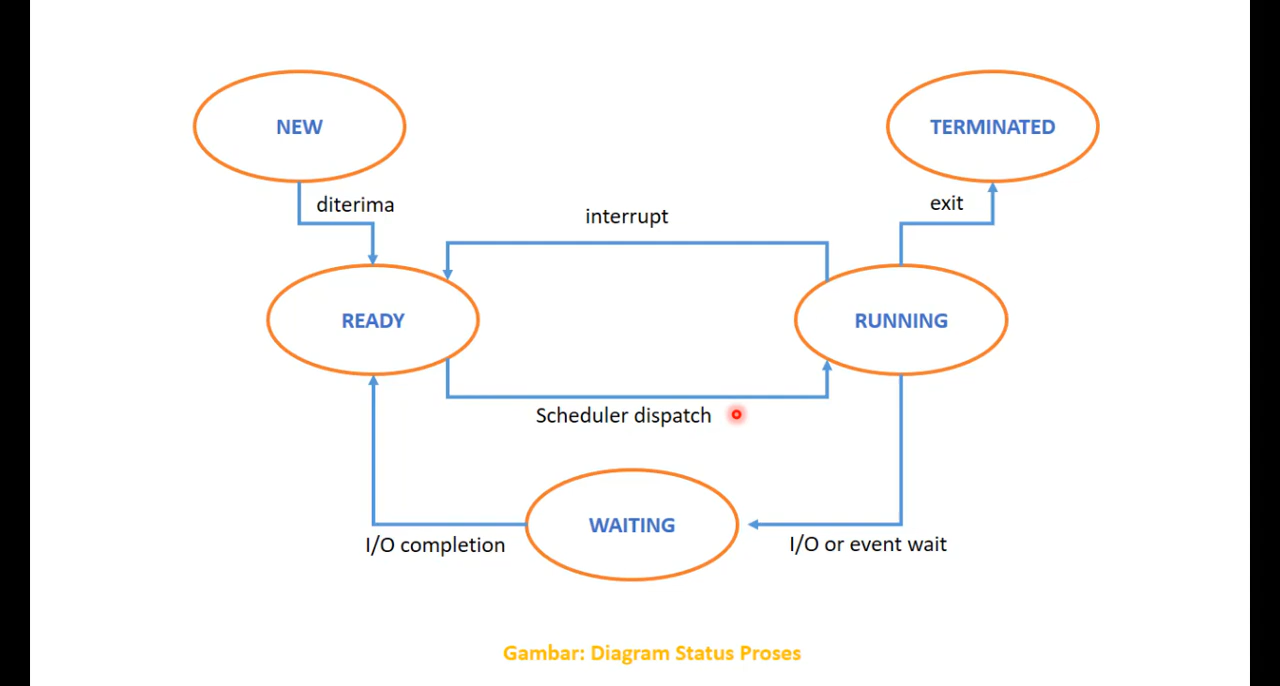 NEW
TERMINATED
diterima
exit
interrupt
READY
RUNNING
Scheduler dispatch
WAITING
I/O completion
I/O or event wait
Gambar: Diagram Status Proses